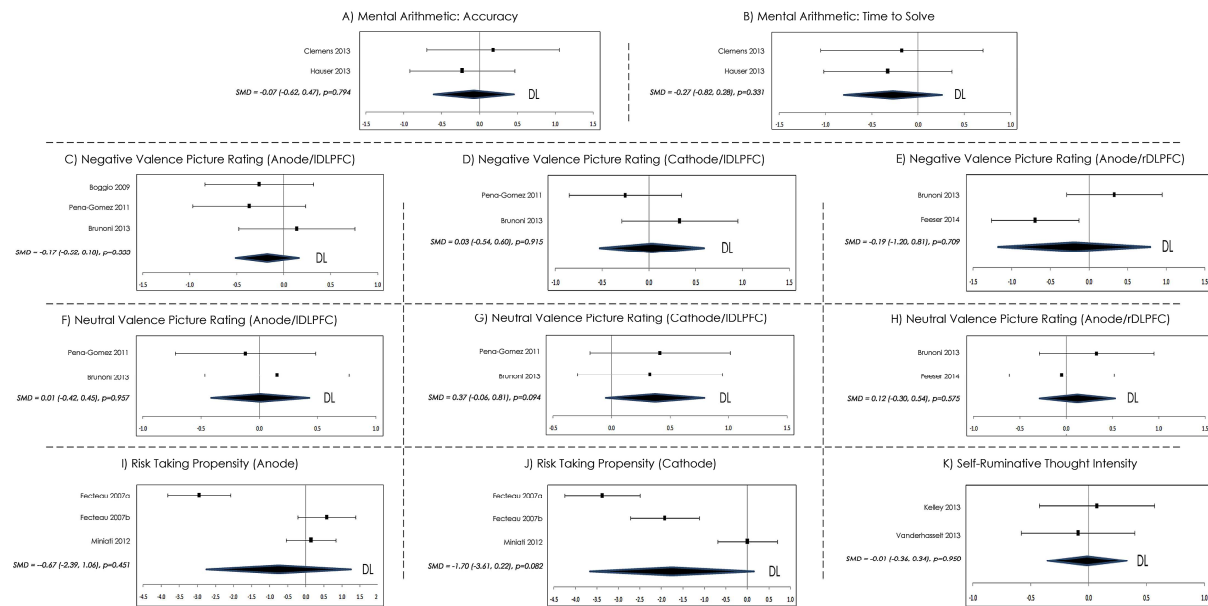 A) Mental Arithmetic: Accuracy
Clemens 2013
Hauser 2013
SMD = -0.07 (-0.62, 0.47), p=0.794
DL
-1.0 -0.5 0.0 0.5 1.0 1.5
B) Mental Arithmetic: Time to Solve
Clemens 2013
Hauser 2013
SMD = -0.27 (-0.82, 0.28), p=0.331
DL
-1.5 -1.0 -0.5 0.0 0.5 1.0
C) Negative Valence Picture Rating (Anode/lDLPFC)
Boggio 2009
Pena-Gomez 2011
Brunoni 2013
DL
-1.5 -1.0 -0.5 0.0 0.5 1.0
D) Negative Valence Picture Rating (Cathode/lDLPFC)
Pena-Gomez 2011
Brunoni 2013
SMD = 0.03 (-0.54, 0.60), p=0.915
DL
-1.0 -0.5 0.0 0.5 1.0 1.5
E) Negative Valence Picture Rating (Anode/rDLPFC)
Brunoni 2013
Feeser 2014
SMD = -0.19 (-1.20, 0.81), p=0.709
DL
-1.5 -1.0 -0.5 0.0 0.5 1.0 1.5
F) Neutral Valence Picture Rating (Anode/lDLPFC)
Pena-Gomez 2011
Brunoni 2013
SMD = 0.01 (-0.42, 0.45), p=0.957
DL
-1.0 -0.5 0.0 0.5 1.0
G) Neutral Valence Picture Rating (Cathode/lDLPFC)
Pena-Gomez 2011
Brunoni 2013
SMD = 0.37 (-0.06, 0.81), p=0.094
DL
-0.5 0.0 0.5 1.0 1.5
H) Neutral Valence Picture Rating (Anode/rDLPFC)
Brunoni 2013
Feeser 2014
SMD = 0.12 (-0.30, 0.54), p=0.575
DL
-1.0 -0.5 0.0 0.5 1.0 1.5
I) Risk Taking Propensity (Anode)
Fecteau 2007a
Fecteau 2007b
Miniati 2012
SMD = -0.67 (-2.39, 1.06), p=0.451
DL
-4.5 -4.0 -3.5 -3.0 -2.5 -2.0 -1.5 -1.0 -0.5 0 0.5 1.0 1.5 2
J) Risk Taking Propensity (Cathode)
Fecteau 2007a
Fecteau 2007b
Miniati 2012
SMD = -1.70 (-3.61, 0.22), p=0.082
DL
-4.5 -4.0 -3.5 -3.0 -2.5 -2.0 -1.5 -1.0 -0.5 0.0 0.5 1.0
K) Self-Ruminative Thought Intensity
Kelley 2013
Vanderhasselt 2013
SMD = -0.01 (-0.36, 0.34), p=0.950
DL
-1.0 -0.5 0.0 0.5 1.0